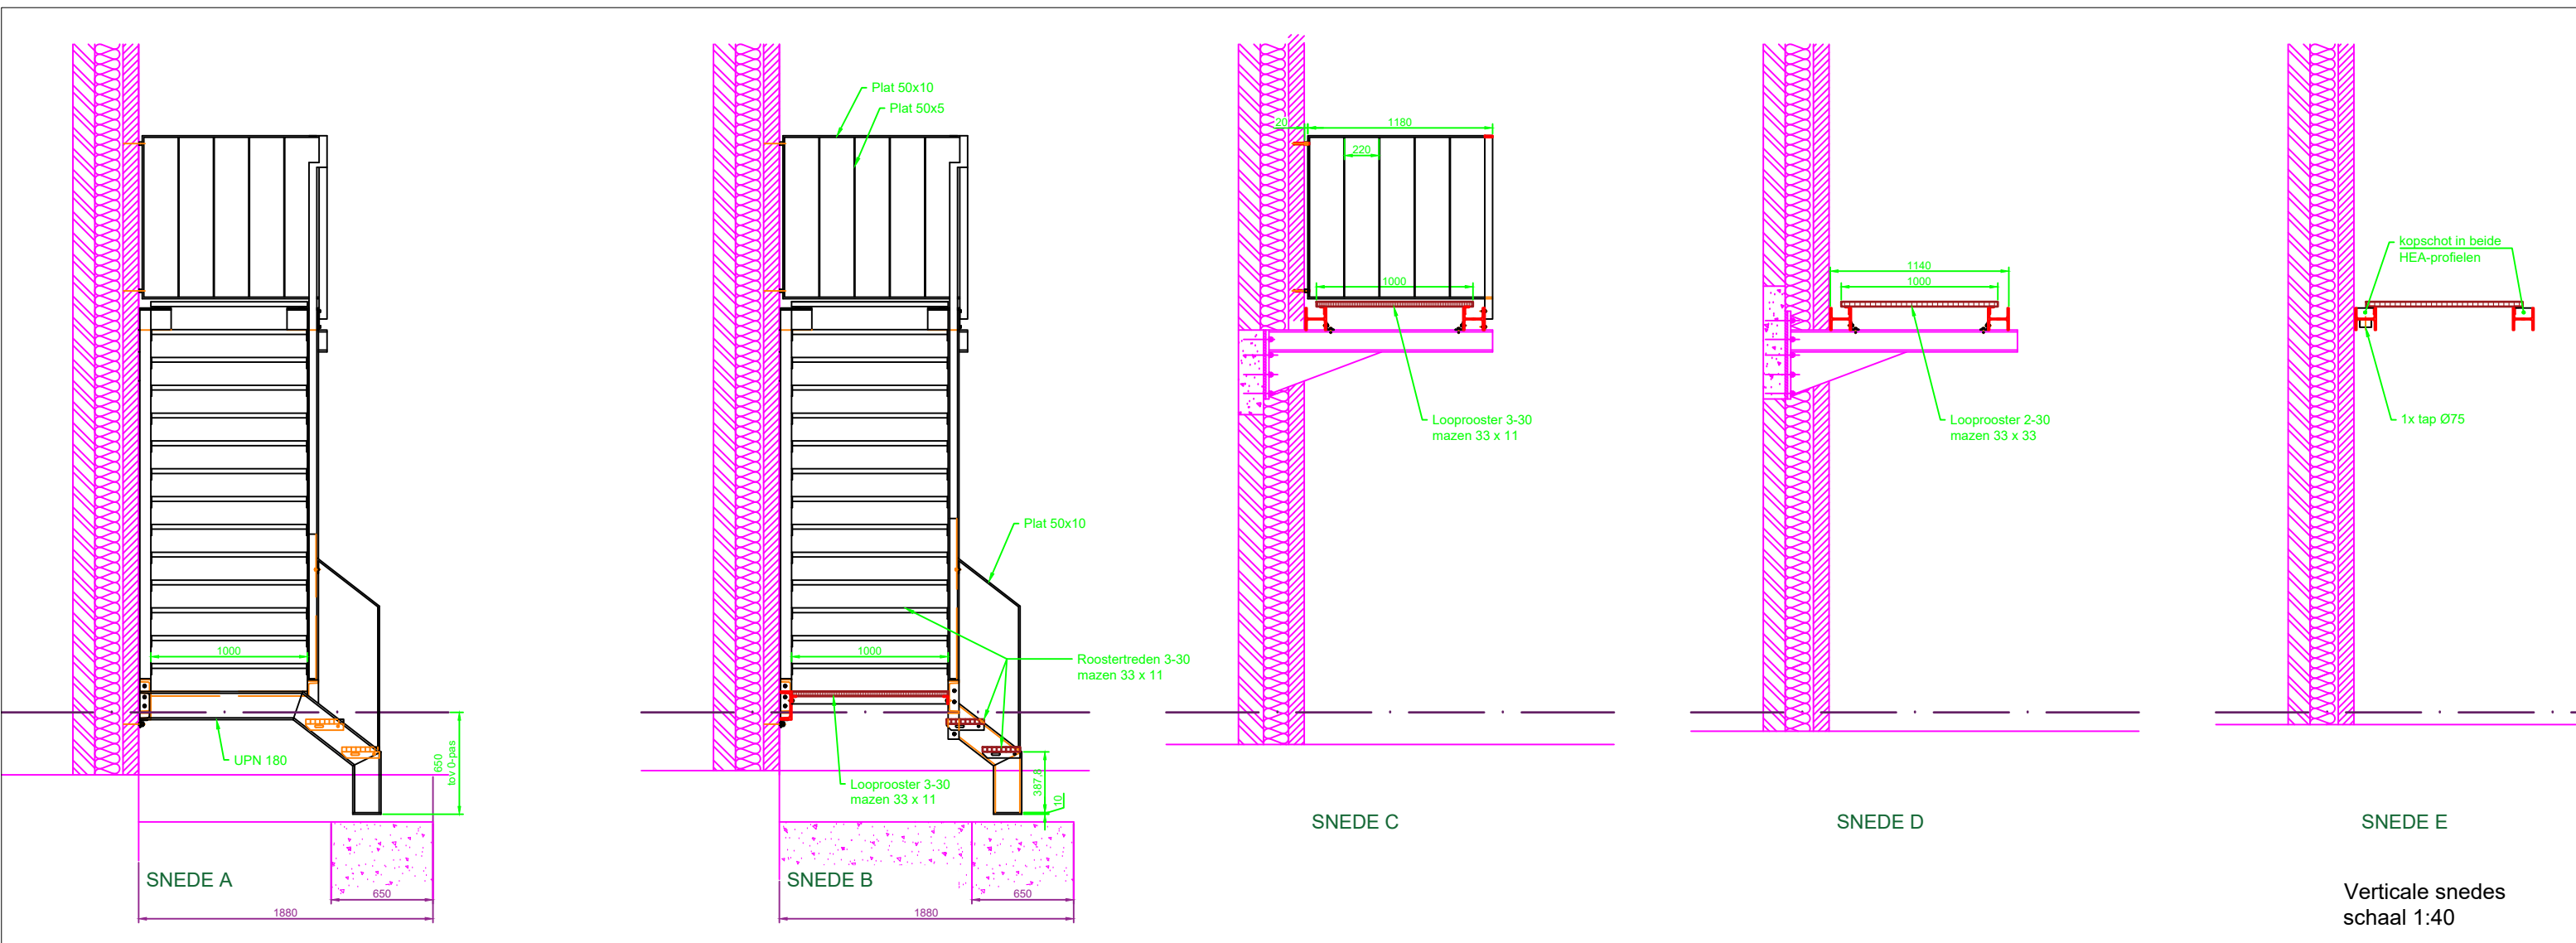 Plat 50x10
Plat 50x5
1000
UPN 180
650
tov 0-pas
SNEDE A
650
1880
Plat 50x10
1000
Roostertreden 3-30
mazen 33 x 11
Looprooster 3-30
mazen 33 x 11
387,8
10
SNEDE B
650
1880
20
1180
220
1000
Looprooster 3-30
mazen 33 x 11
SNEDE C
1140
1000
Looprooster 2-30
mazen 33 x 33
SNEDE D
kopschot in beide
HEA-profielen
1x tap Ø75
SNEDE E
Verticale snedes
schaal 1:40